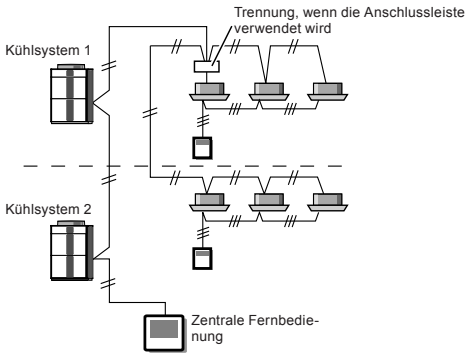 Trennung, wenn die Anschlussleiste
verwendet wird
Kühlsystem 1
Kühlsystem 2
Zentrale Fernbedie-
nung